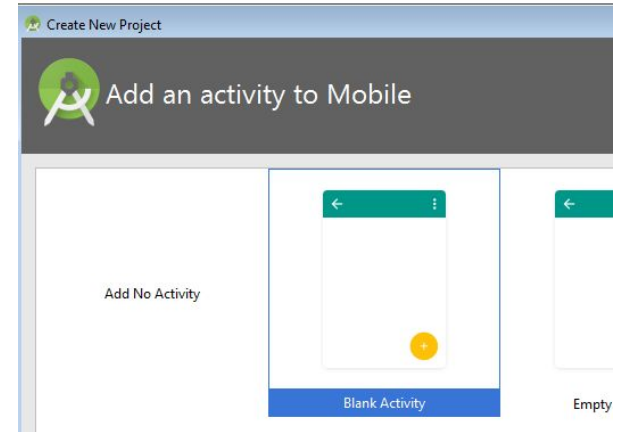 Create New Project
Add an activity to Mobile
Add No Activity
Blank Activity
Empty